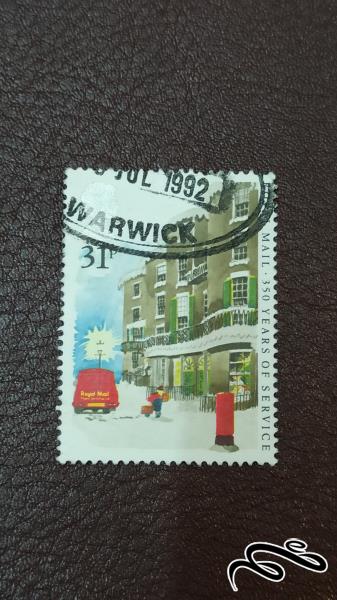 JUL 1992
WARWICK
31P
MAIL · 350 YEARS OF SERVICE
Royal Mail